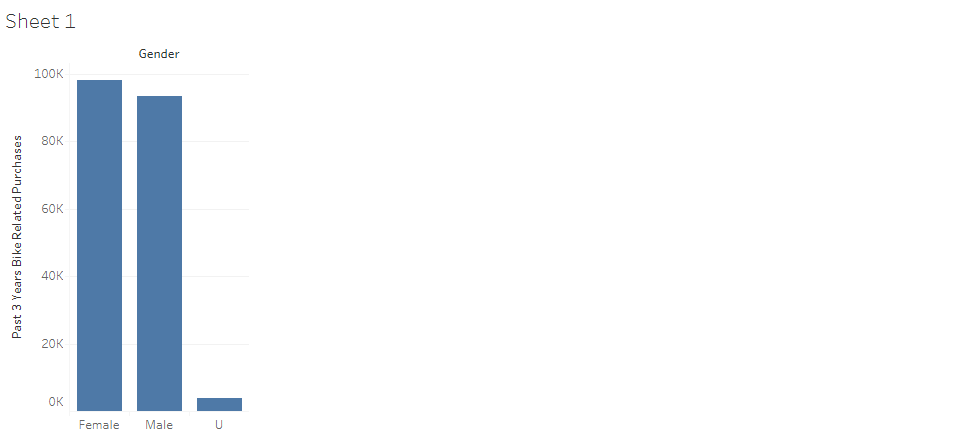 Sheet 1
Gender
100K
80K
60K
40K
20K
0K
Past 3 Years Bike Related Purchases
Female Male U